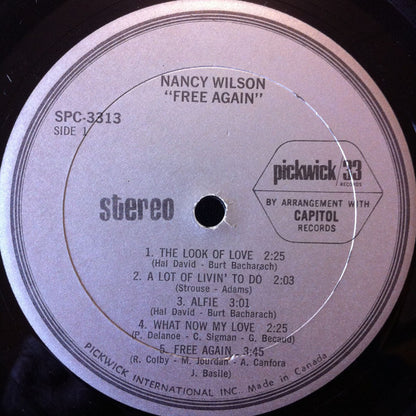 NANCY WILSON
"FREE AGAIN"
SPC-3313
SIDE 1
pickwick/33
RECORDS
BY ARRANGEMENT WITH
CAPITOL
RECORDS
stereo
1. THE LOOK OF LOVE 2:25
(Hal David - Burt Bacharach)
2. A LOT OF LIVIN' TO DO 2:03
(Strouse - Adams)
3. ALFIE 3:01
(Hal David - Burt Bacharach)
4. WHAT NOW MY LOVE 2:25
(P. Delanoe - C. Sigman - G. Becaud)
5. FREE AGAIN 3:45
(R. Colby - M. Jourdan - A. Canfora
J. Basile)
PICKWICK INTERNATIONAL INC. Made in Canada